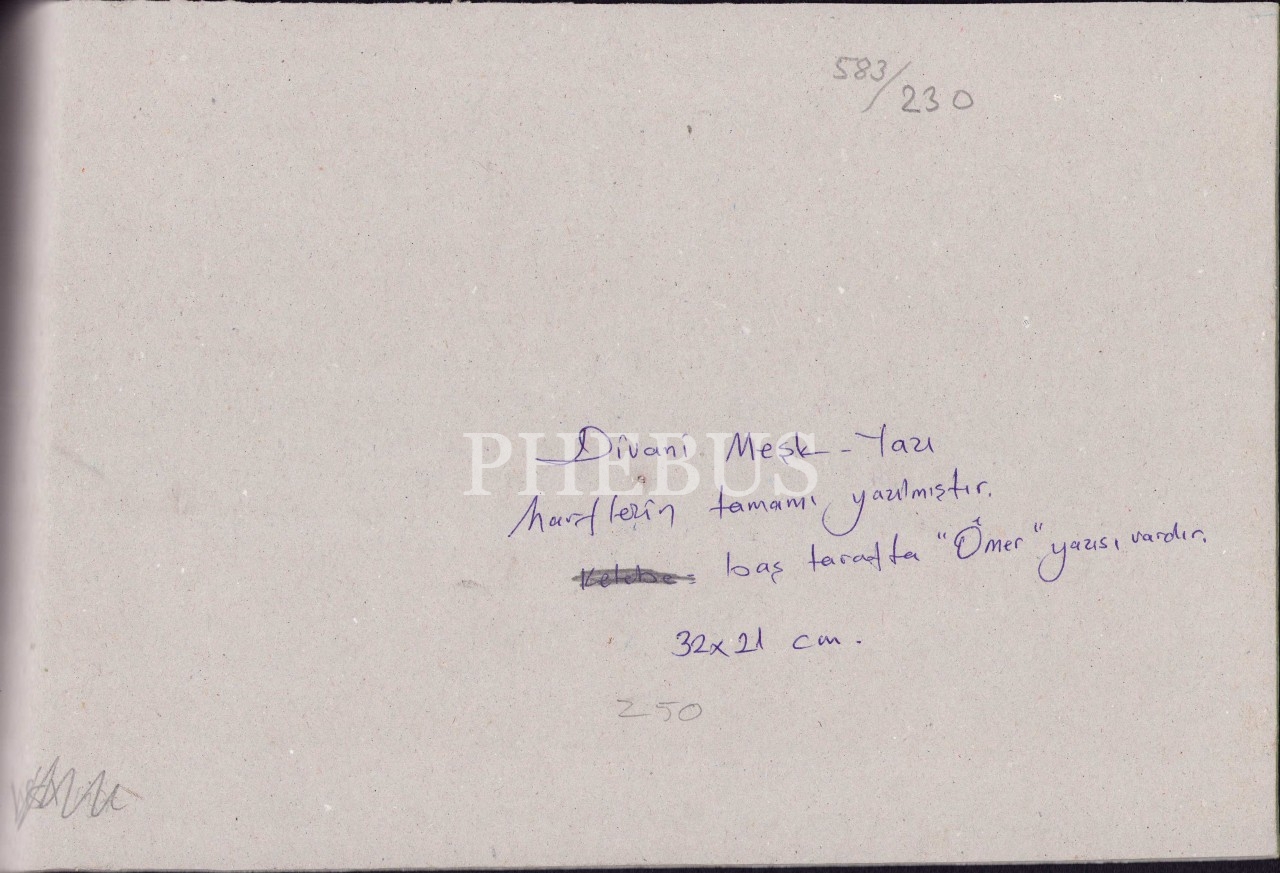 583/230
PHEBUS
Divani Meşk - Yazı
harflerin tamamı yazılmıştır.
baş tarafta "Ömer" yazısı vardır.
32x21 cm.
250